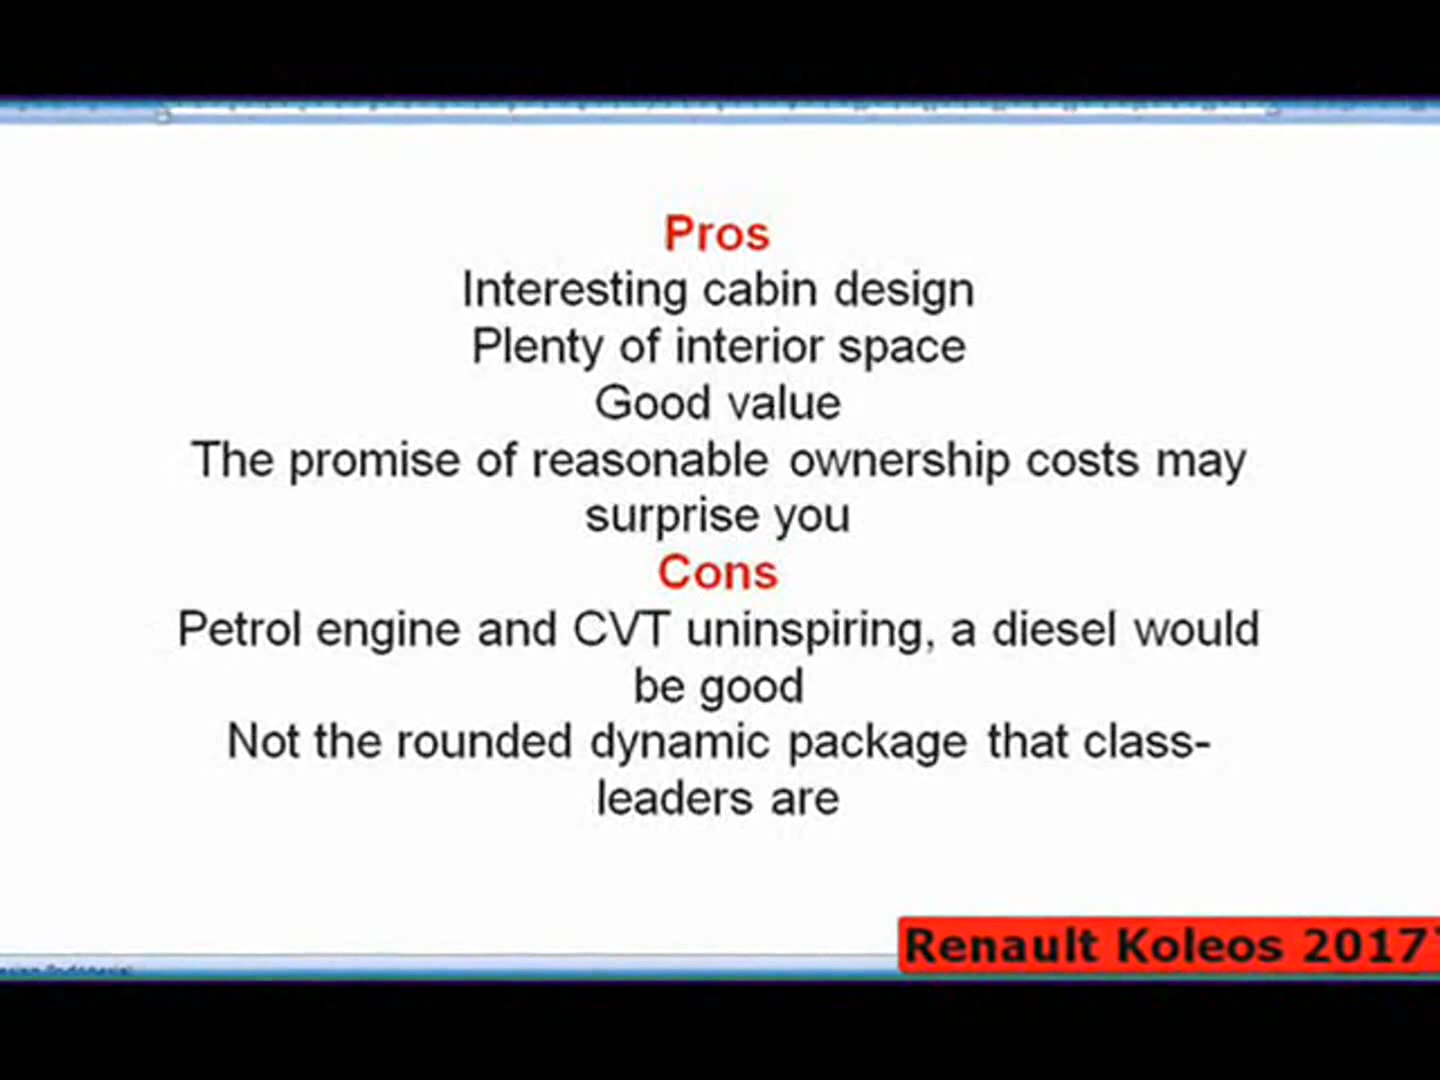 Pros
Interesting cabin design
Plenty of interior space
Good value
The promise of reasonable ownership costs may
surprise you
Cons
Petrol engine and CVT uninspiring, a diesel would
be good
Not the rounded dynamic package that class-
leaders are
Renault Koleos 2017